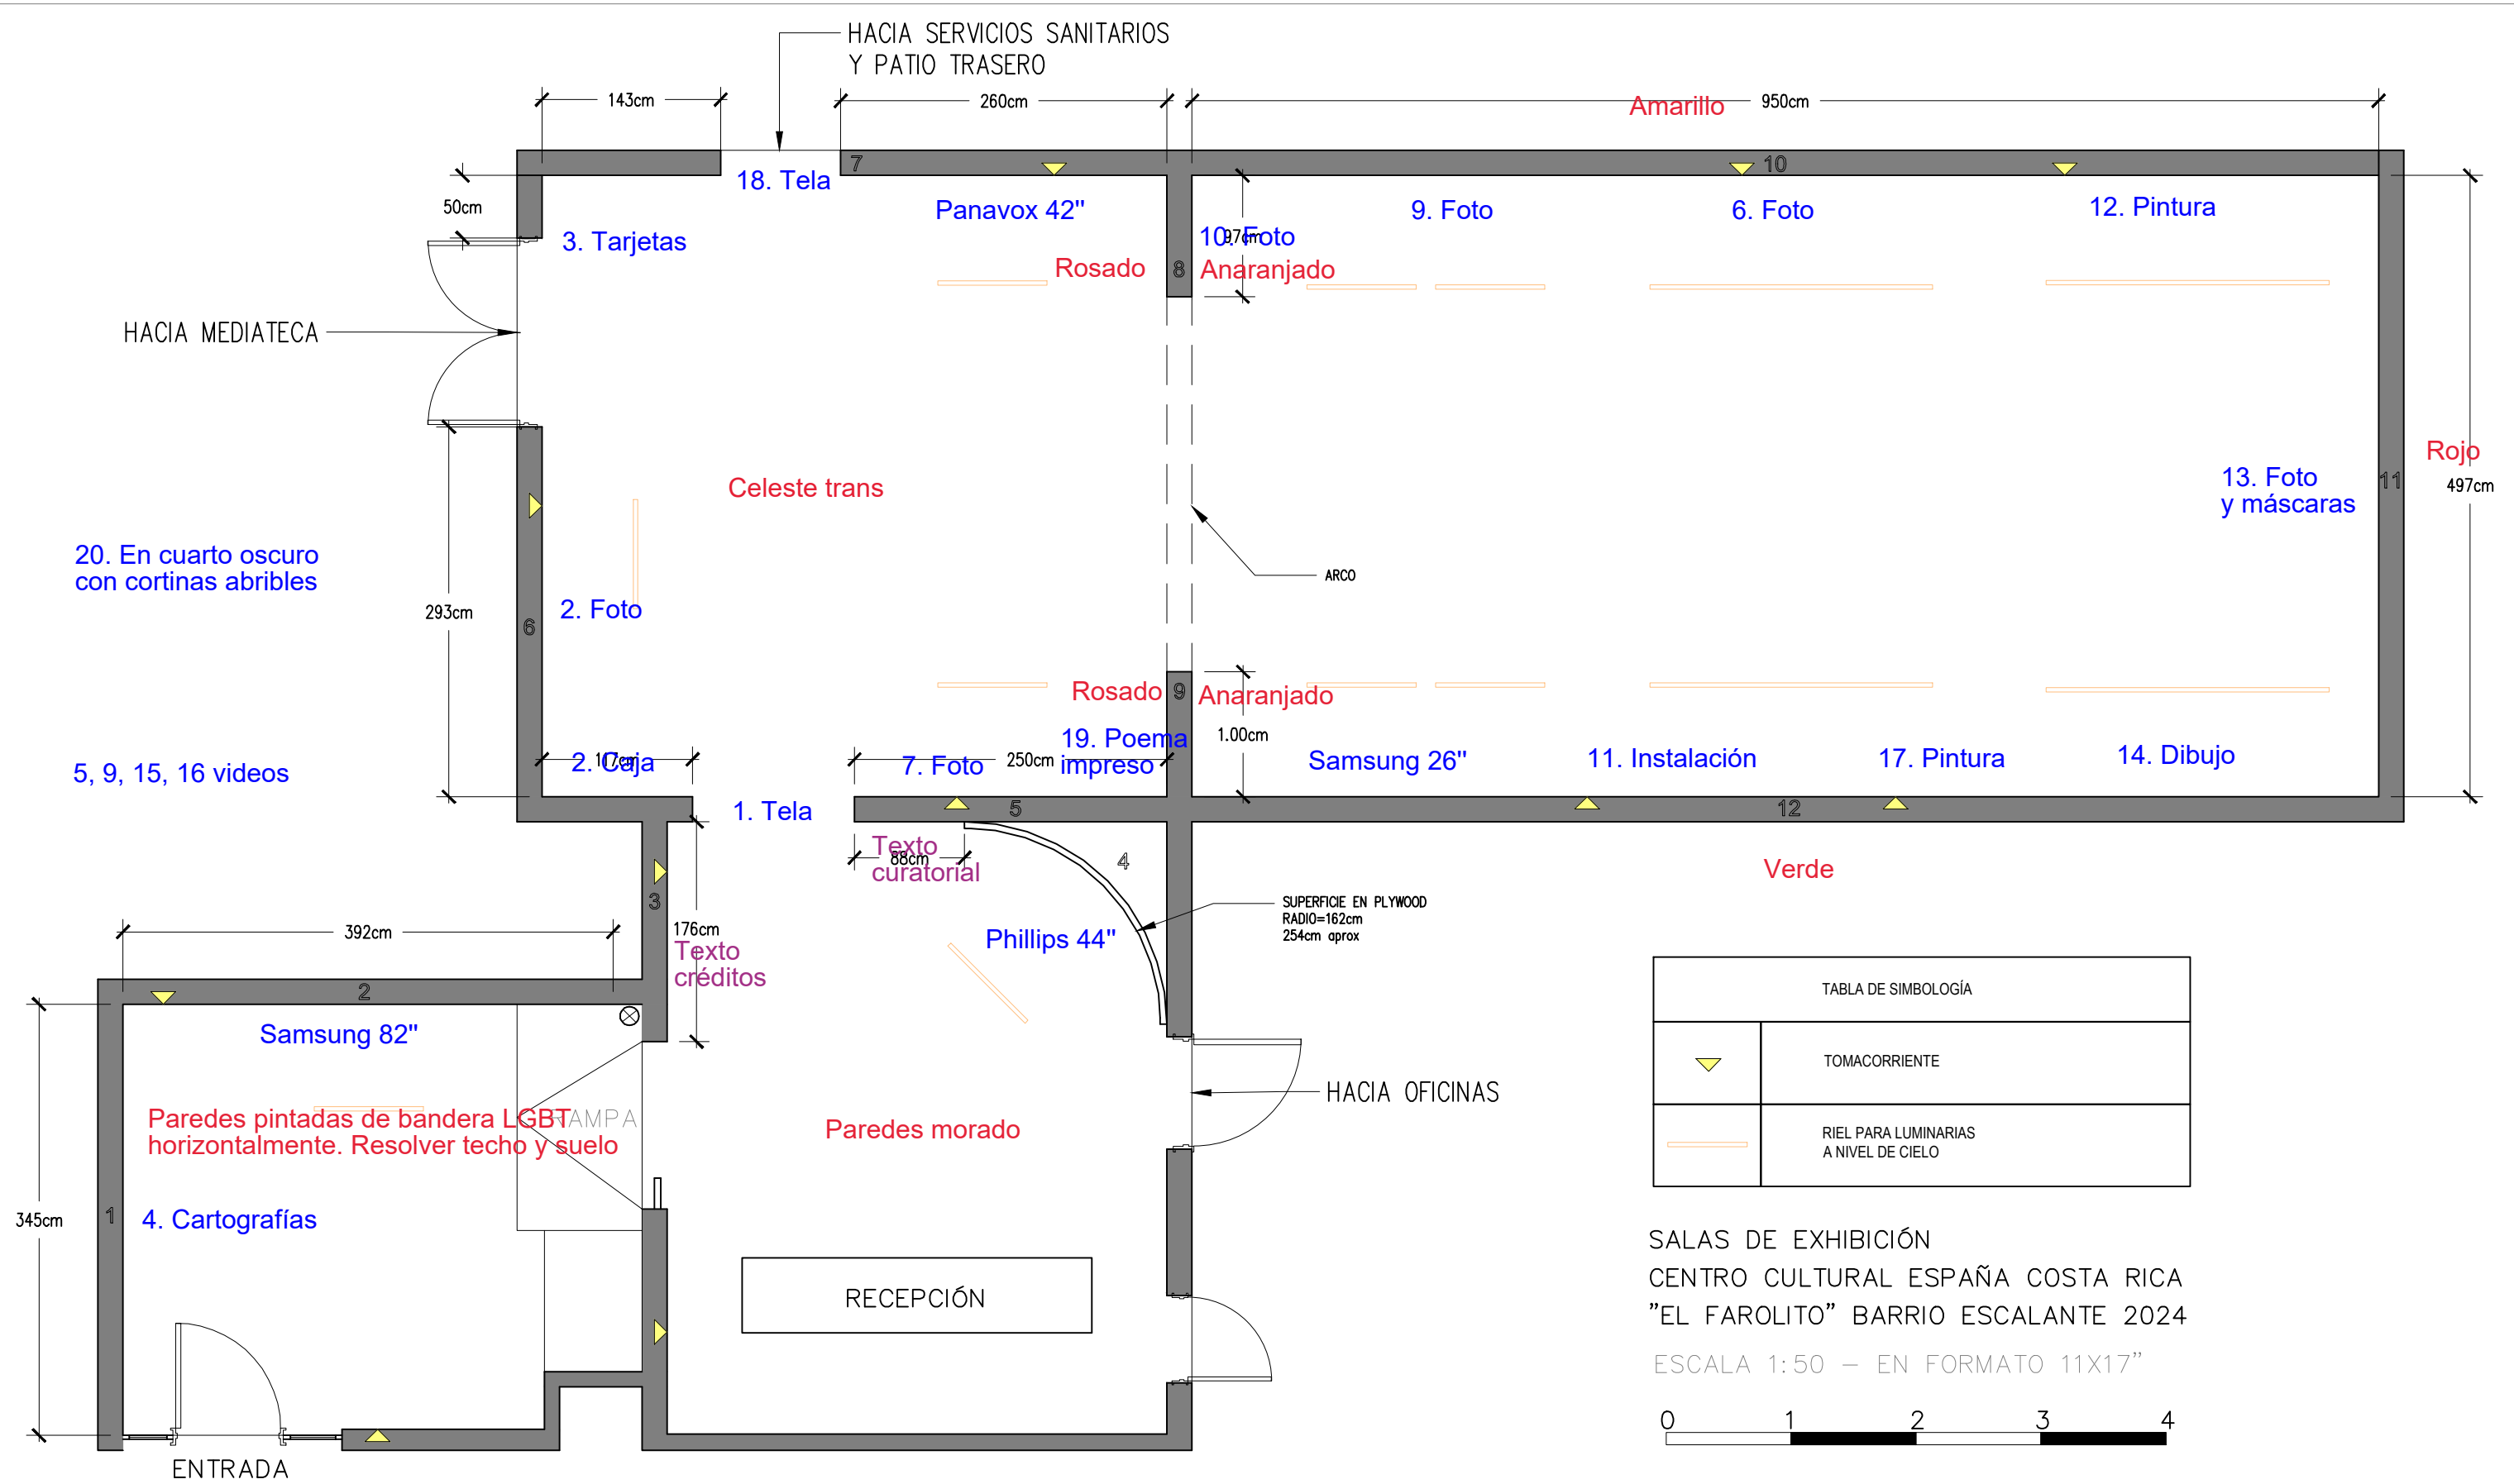 HACIA SERVICIOS SANITARIOS
Y PATIO TRASERO
143cm
260cm
Amarillo
950cm
7
10
18. Tela
50cm
Panavox 42"
9. Foto
6. Foto
12. Pintura
3. Tarjetas
10. Foto
97cm
Rosado
8
Anaranjado
HACIA MEDIATECA
Rojo
Celeste trans
13. Foto
y máscaras
11
497cm
20. En cuarto oscuro
con cortinas abribles
ARCO
293cm
2. Foto
6
Rosado
9
Anaranjado
19. Poema
impreso
1.00cm
5, 9, 15, 16 videos
2. Caja
117cm
7. Foto
250cm
Samsung 26"
11. Instalación
17. Pintura
14. Dibujo
1. Tela
5
12
Texto
curatorial
88cm
4
Verde
3
SUPERFICIE EN PLYWOOD
RADIO=162cm
254cm aprox
392cm
176cm
Texto
créditos
Phillips 44"
2
TABLA DE SIMBOLOGÍA
Samsung 82"
TOMACORRIENTE
HACIA OFICINAS
Paredes pintadas de bandera LGBT
horizontalmente. Resolver techo y suelo
RAMPA
Paredes morado
RIEL PARA LUMINARIAS
A NIVEL DE CIELO
1
345cm
4. Cartografías
SALAS DE EXHIBICIÓN
CENTRO CULTURAL ESPAÑA COSTA RICA
"EL FAROLITO" BARRIO ESCALANTE 2024
RECEPCIÓN
ESCALA 1:50 – EN FORMATO 11X17"
0 1 2 3 4
ENTRADA